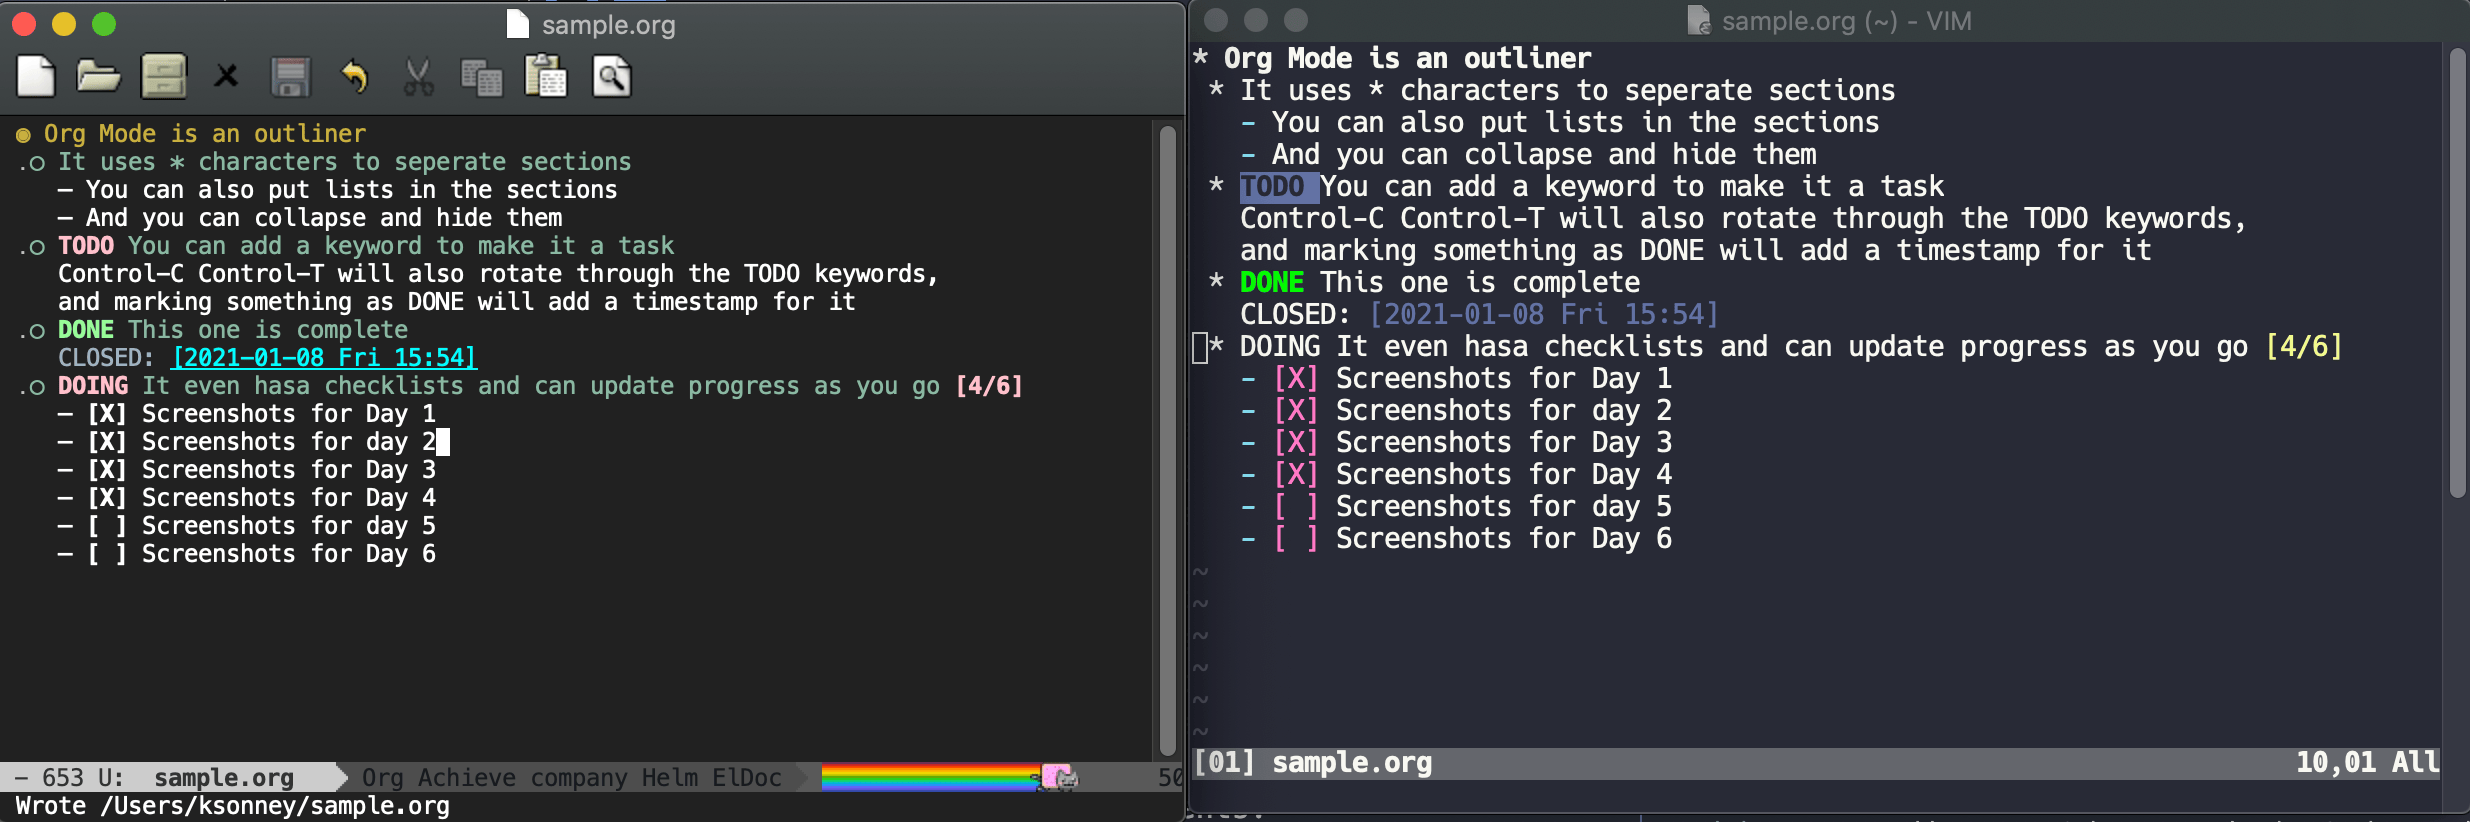 sample.org
◉ Org Mode is an outliner
.○ It uses * characters to seperate sections
– You can also put lists in the sections
– And you can collapse and hide them
.○ TODO You can add a keyword to make it a task
Control–C Control–T will also rotate through the TODO keywords,
and marking something as DONE will add a timestamp for it
.○ DONE This one is complete
CLOSED: [2021–01–08 Fri 15:54]
.○ DOING It even hasa checklists and can update progress as you go [4/6]
– [X] Screenshots for Day 1
– [X] Screenshots for day 2
– [X] Screenshots for Day 3
– [X] Screenshots for Day 4
– [ ] Screenshots for day 5
– [ ] Screenshots for Day 6
– 653 U: sample.org Org Achieve company Helm ElDoc 50
Wrote /Users/ksonney/sample.org
sample.org (~) - VIM
* Org Mode is an outliner
* It uses * characters to seperate sections
- You can also put lists in the sections
- And you can collapse and hide them
* TODO You can add a keyword to make it a task
Control-C Control-T will also rotate through the TODO keywords,
and marking something as DONE will add a timestamp for it
* DONE This one is complete
CLOSED: [2021-01-08 Fri 15:54]
* DOING It even hasa checklists and can update progress as you go [4/6]
- [X] Screenshots for Day 1
- [X] Screenshots for day 2
- [X] Screenshots for Day 3
- [X] Screenshots for Day 4
- [ ] Screenshots for day 5
- [ ] Screenshots for Day 6
~
~
~
~
~
~
[01] sample.org 10,01 All